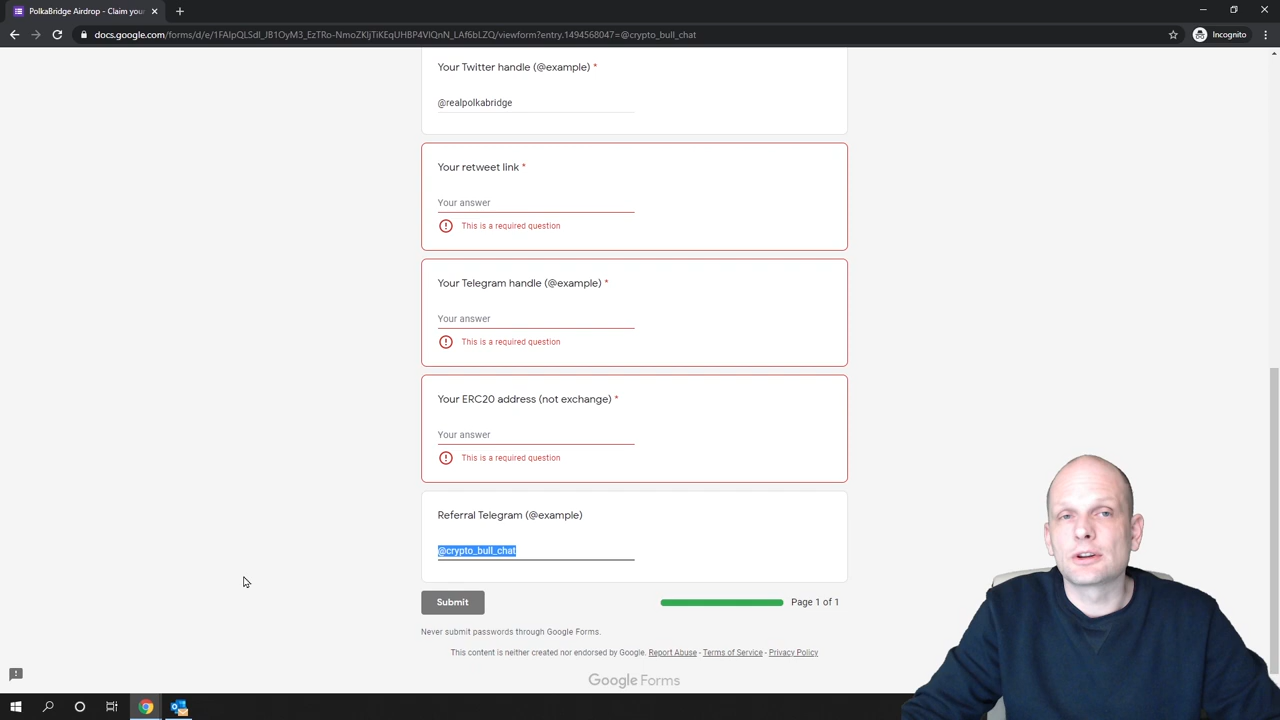 PolkaBridge Airdrop - Claim your
docs.google.com/forms/d/e/1FAIpQLSdI_JB1OyM3_EzTRo-NmoZKIjTiKEqUHBP4VIQnN_LAf6bLZQ/viewform?entry.1494568047=@crypto_bull_chat
Incognito
Your Twitter handle (@example) *
@realpolkabridge
Your retweet link *
Your answer
This is a required question
Your Telegram handle (@example) *
Your answer
This is a required question
Your ERC20 address (not exchange) *
Your answer
This is a required question
Referral Telegram (@example)
@crypto_bull_chat
Submit
Page 1 of 1
Never submit passwords through Google Forms.
This content is neither created nor endorsed by Google. Report Abuse - Terms of Service - Privacy Policy
Google Forms